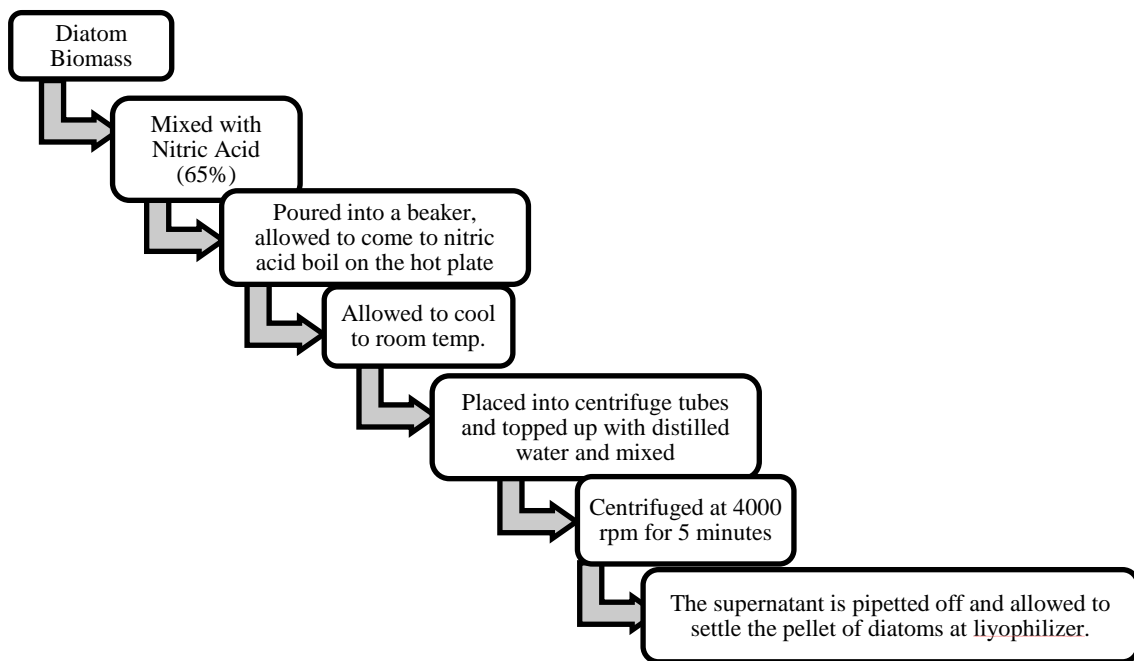 Diatom
Biomass
Mixed with
Nitric Acid
(65%)
Poured into a beaker,
allowed to come to nitric
acid boil on the hot plate
Allowed to cool
to room temp.
Placed into centrifuge tubes
and topped up with distilled
water and mixed
Centrifuged at 4000
rpm for 5 minutes
The supernatant is pipetted off and allowed to
settle the pellet of diatoms at liyophilizer.